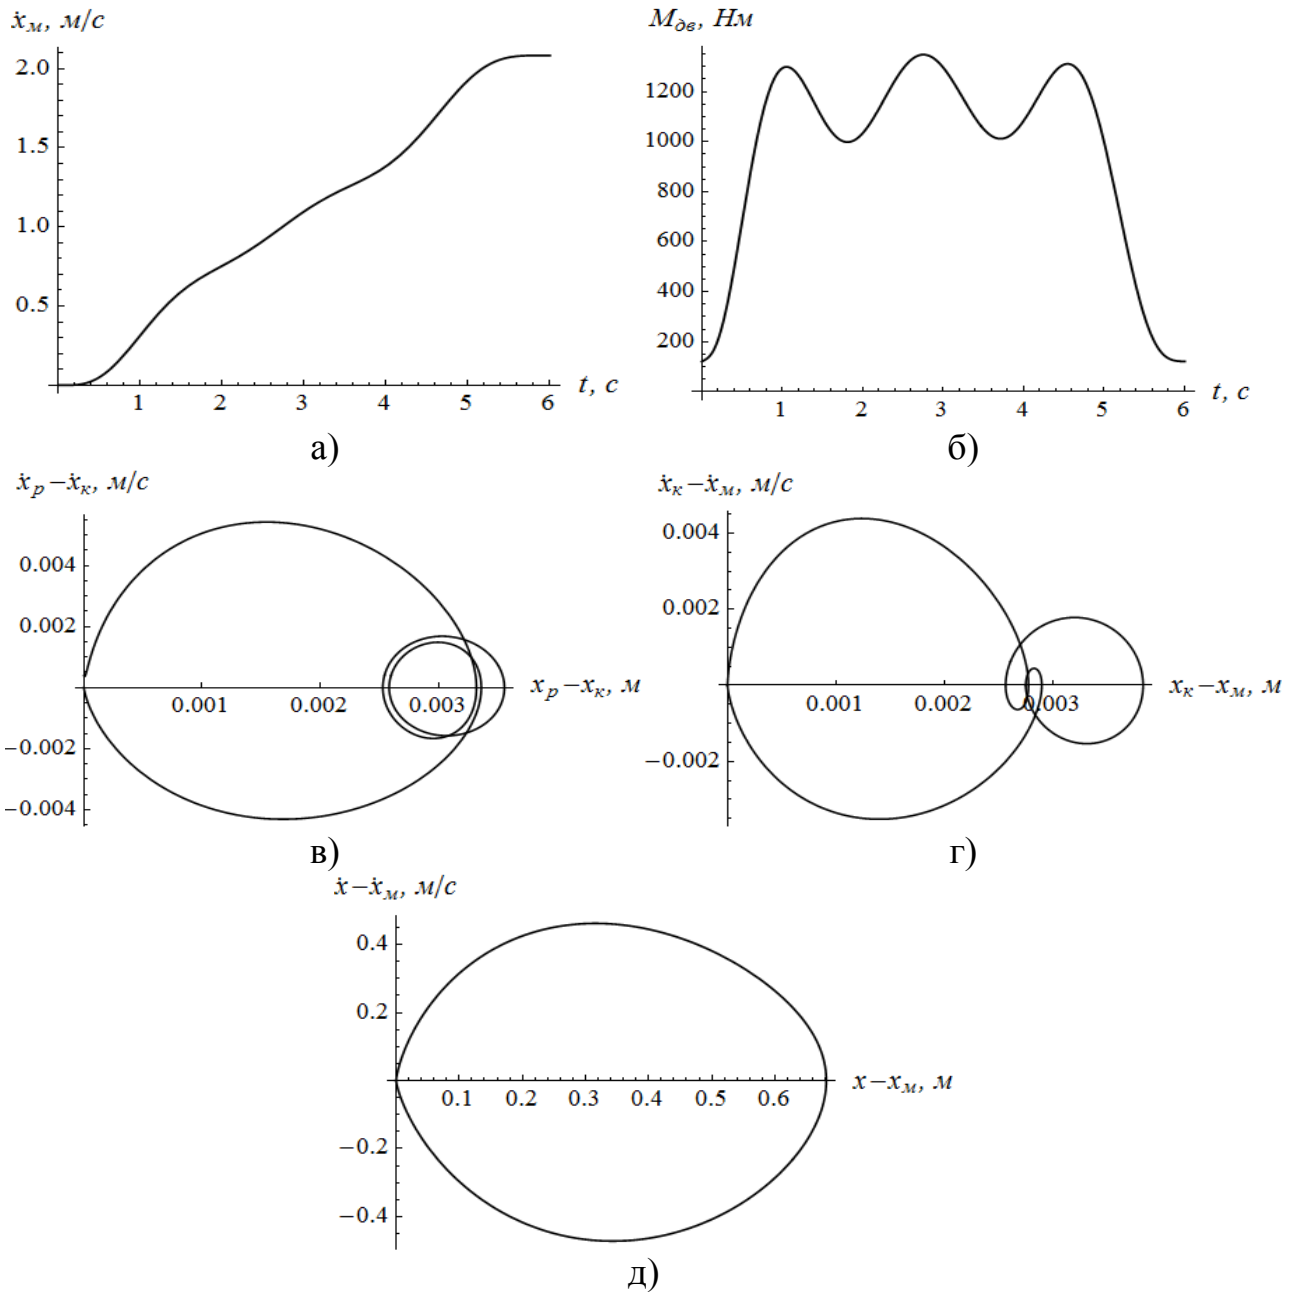 ẋм, м/с
2.0
1.5
1.0
0.5
1 2 3 4 5 6
t, с
а)
Mдв, Нм
1200
1000
800
600
400
200
1 2 3 4 5 6
t, с
б)
ẋр−ẋк, м/с
0.004
0.002
0.001 0.002 0.003
xр−xк, м
−0.002
−0.004
в)
ẋк−ẋм, м/с
0.004
0.002
0.001 0.002 0.003
xк−xм, м
−0.002
г)
ẋ−ẋм, м/с
0.4
0.2
0.1 0.2 0.3 0.4 0.5 0.6
x−xм, м
−0.2
−0.4
д)